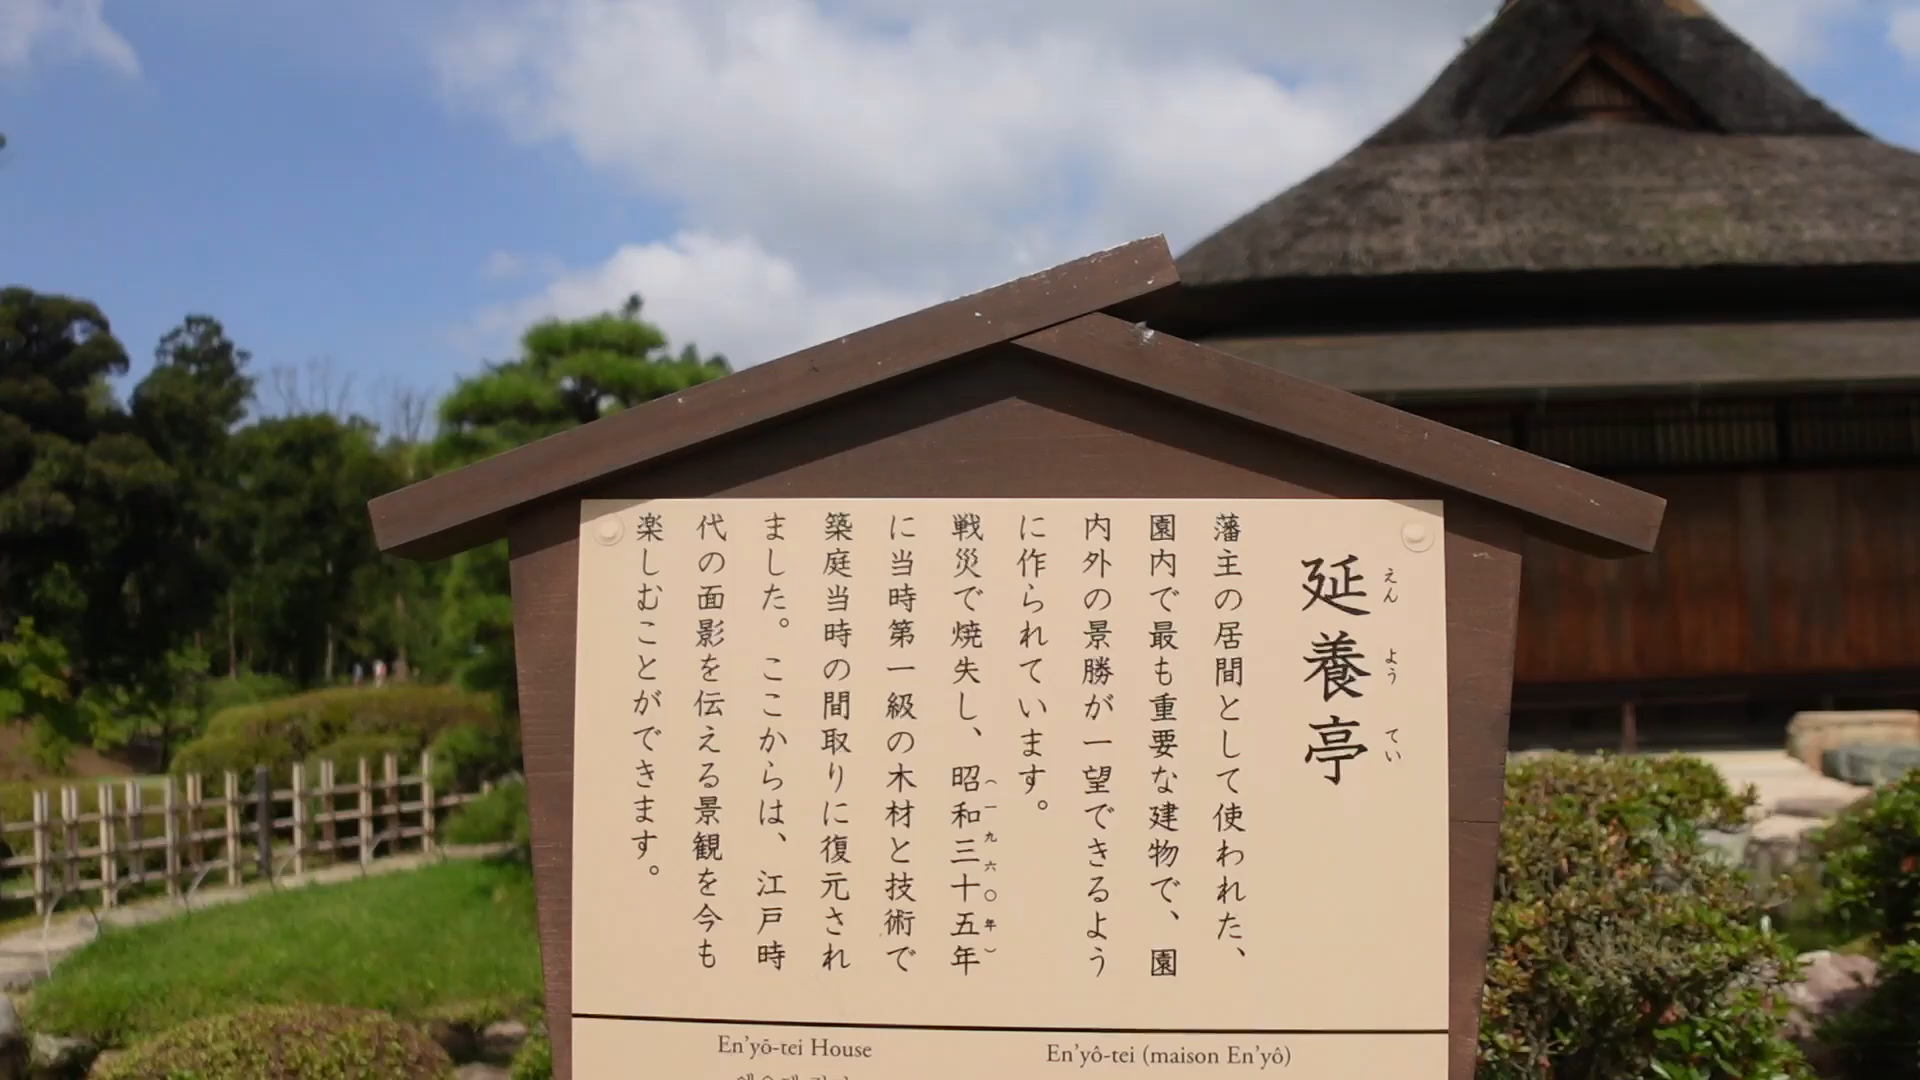 延養亭
えんようてい
藩主の居間として使われた、
園内で最も重要な建物で、園
内外の景勝が一望できるよう
に作られています。
戦災で焼失し、昭和三十五年
（一九六〇年）
に当時第一級の木材と技術で
築庭当時の間取りに復元され
ました。ここからは、江戸時
代の面影を伝える景観を今も
楽しむことができます。
En'yō-tei House
En'yô-tei (maison En'yô)